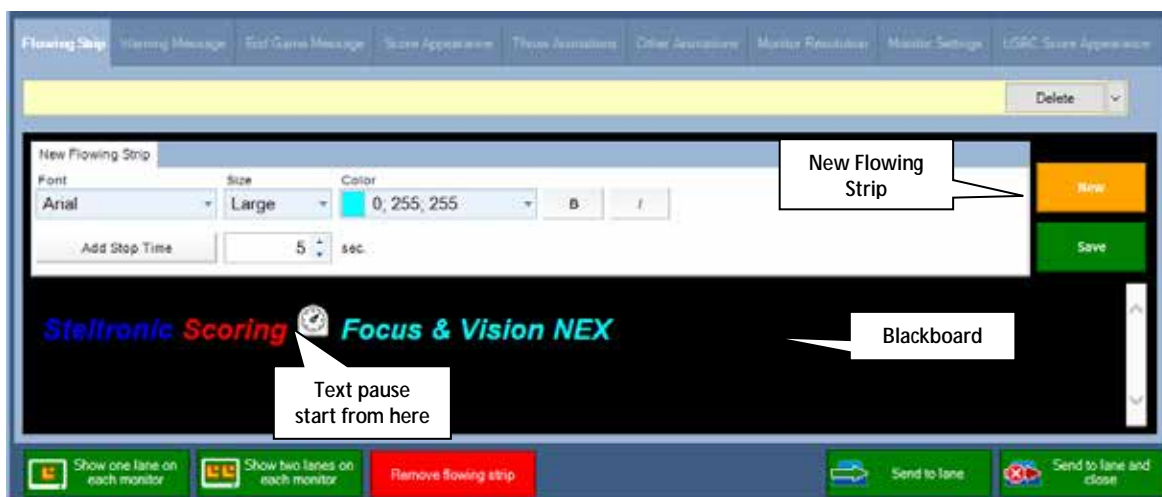 Flowing Strip Warning Message End Game Message Score Appearance Throw Animations Other Animations Monitor Resolution Monitor Settings USBC Score Appearance
Delete
New Flowing Strip
Font Size Color
Arial Large 0; 255; 255 B I
Add Stop Time 5 sec.
New Flowing
Strip
New
Save
Steltronic Scoring Focus & Vision NEX
Blackboard
Text pause
start from here
Show one lane on
each monitor
Show two lanes on
each monitor
Remove flowing strip
Send to lane
Send to lane and
close